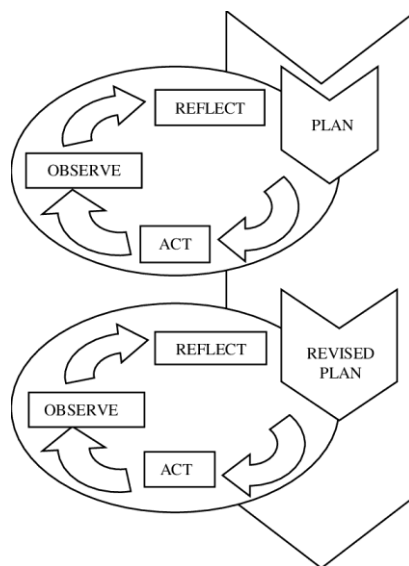 REFLECT
PLAN
OBSERVE
ACT
REFLECT
REVISED
PLAN
OBSERVE
ACT